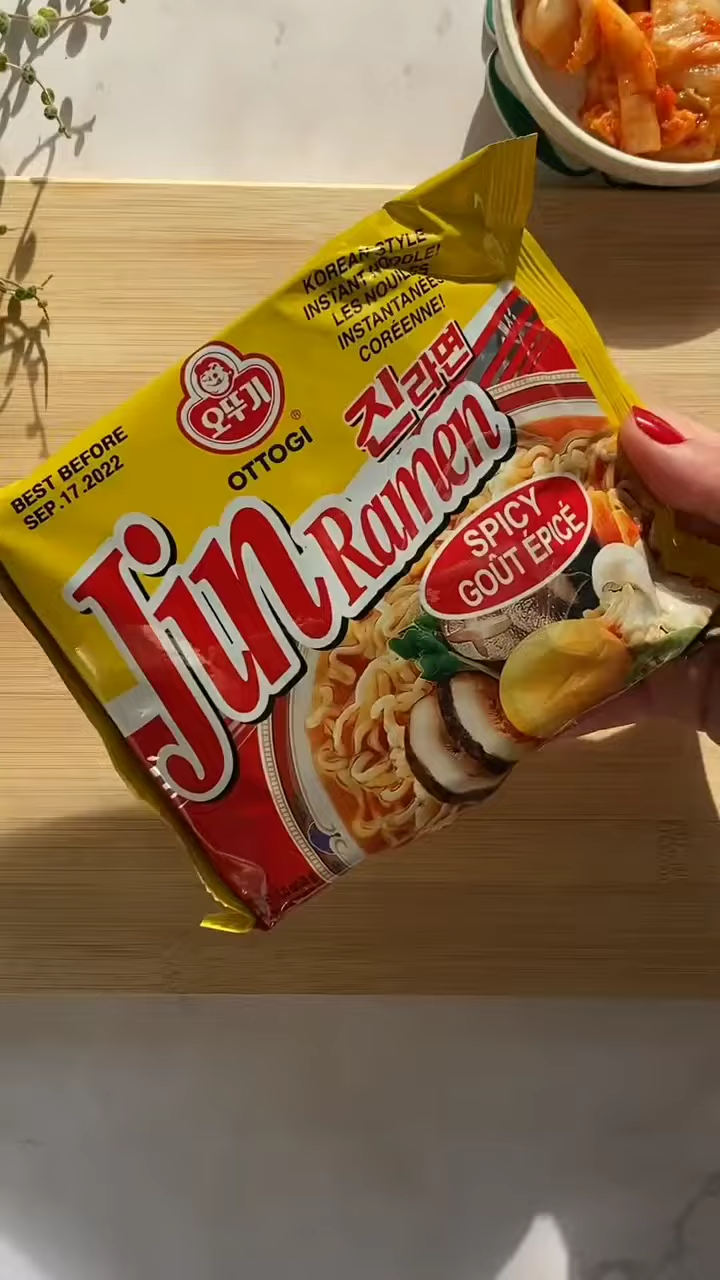 KOREAN STYLE
INSTANT NOODLE!
LES NOUILLES
INSTANTANÉES
CORÉENNE!
오뚜기
®
OTTOGI
BEST BEFORE
SEP.17.2022
진라면
Jin Ramen
SPICY
GOÛT ÉPICÉ